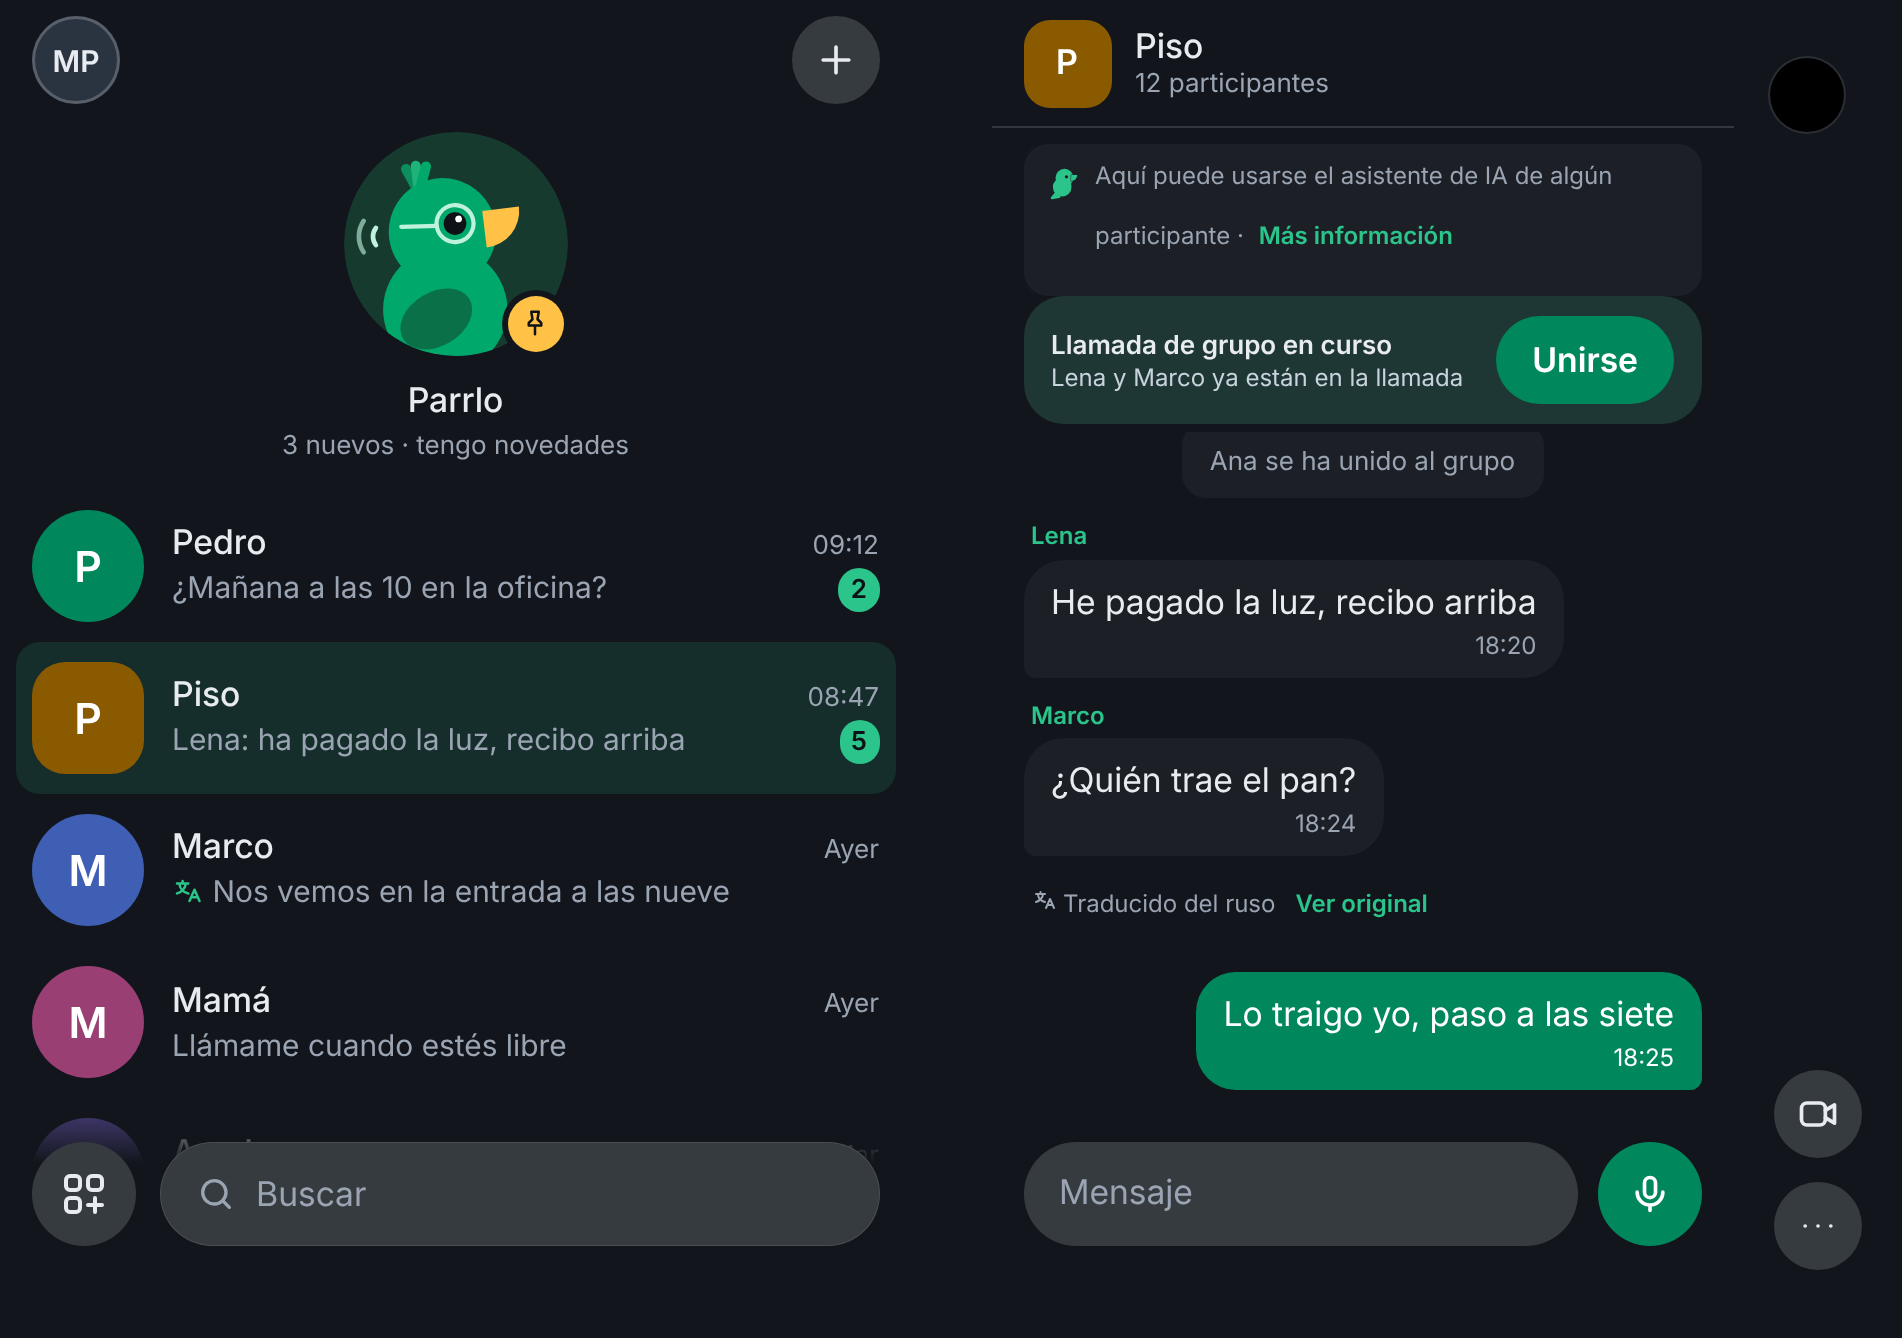 MP
Parrlo
3 nuevos · tengo novedades
P
Pedro
09:12
¿Mañana a las 10 en la oficina?
2
P
Piso
08:47
Lena: ha pagado la luz, recibo arriba
5
M
Marco
Ayer
Nos vemos en la entrada a las nueve
M
Mamá
Ayer
Llámame cuando estés libre
Buscar
P
Piso
12 participantes
Aquí puede usarse el asistente de IA de algún
participante · Más información
Llamada de grupo en curso
Lena y Marco ya están en la llamada
Unirse
Ana se ha unido al grupo
Lena
He pagado la luz, recibo arriba
18:20
Marco
¿Quién trae el pan?
18:24
Traducido del ruso Ver original
Lo traigo yo, paso a las siete
18:25
Mensaje